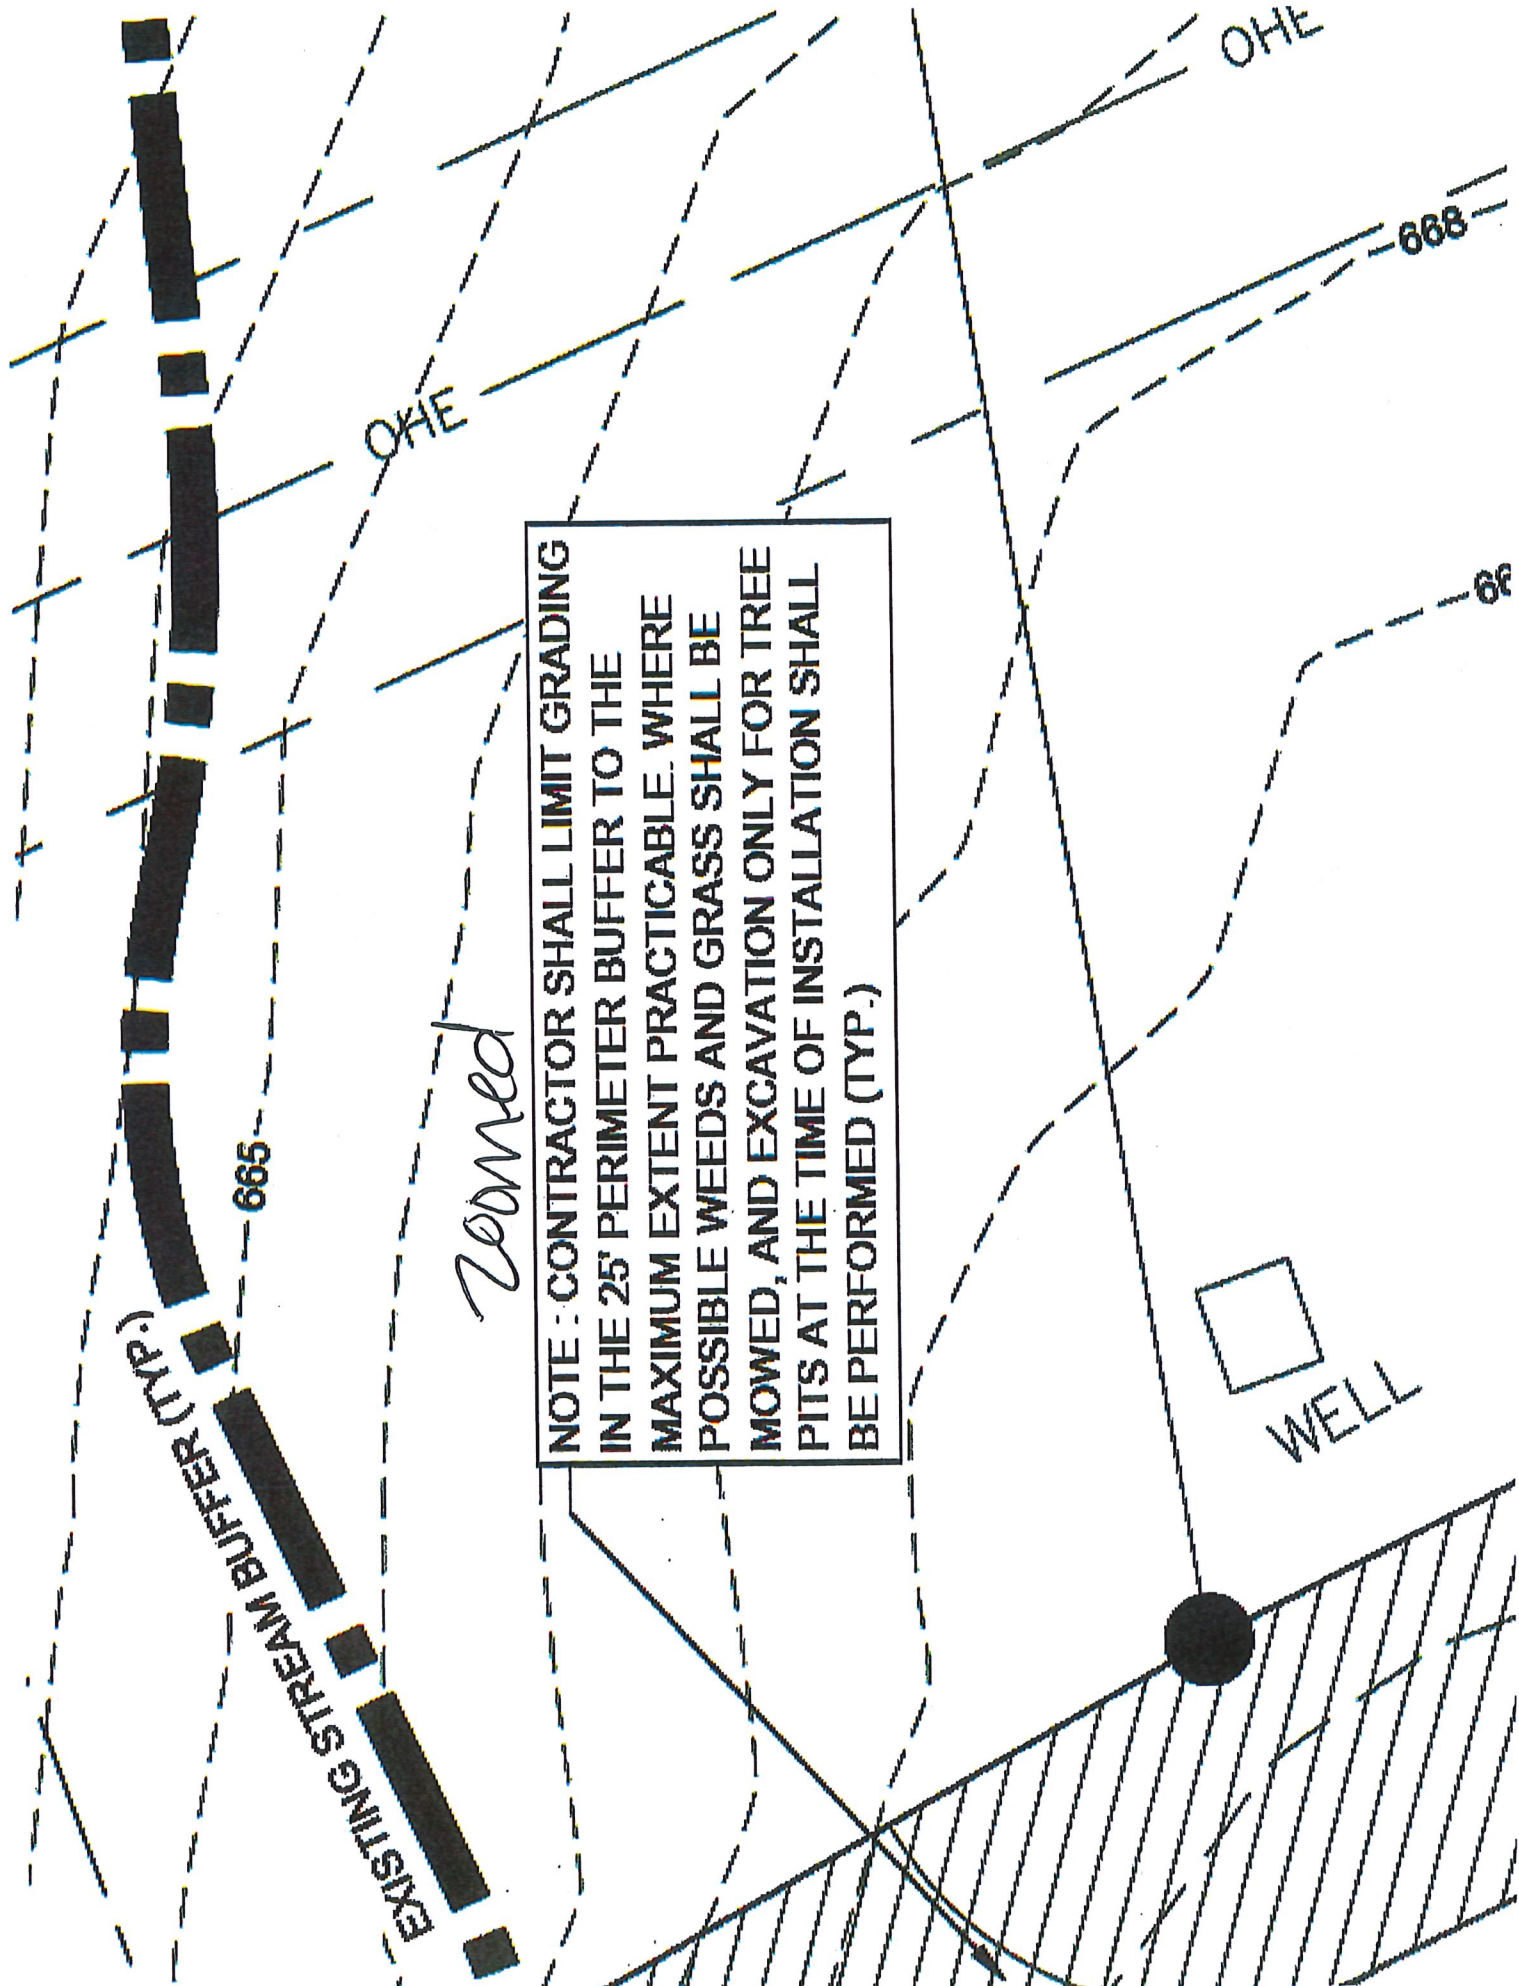 EXISTING STREAM BUFFER (TYP.)
665
OHE
zoomed
NOTE : CONTRACTOR SHALL LIMIT GRADING
IN THE 25' PERIMETER BUFFER TO THE
MAXIMUM EXTENT PRACTICABLE. WHERE
POSSIBLE WEEDS AND GRASS SHALL BE
MOWED, AND EXCAVATION ONLY FOR TREE
PITS AT THE TIME OF INSTALLATION SHALL
BE PERFORMED (TYP.)
OHE
668
WELL